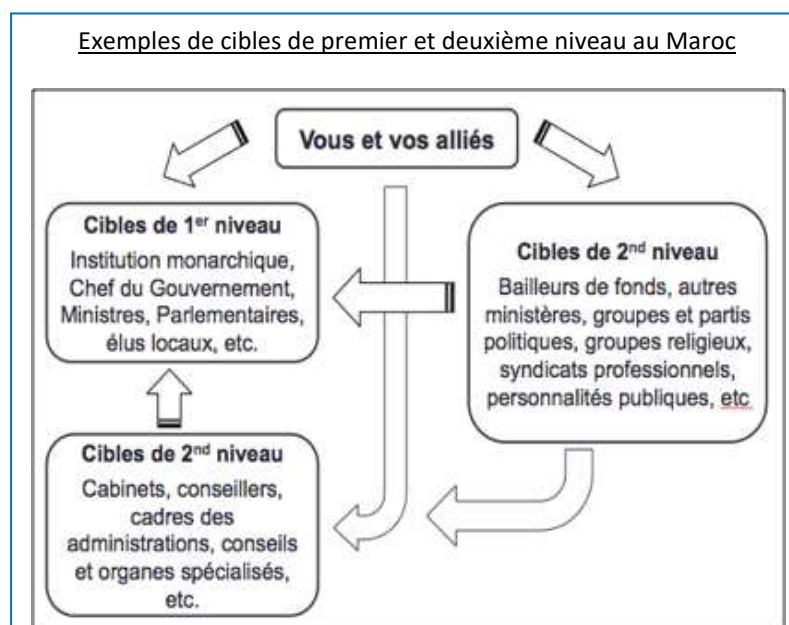 Exemples de cibles de premier et deuxième niveau au Maroc
Vous et vos alliés
Cibles de 1er niveau
Institution monarchique,
Chef du Gouvernement,
Ministres, Parlementaires,
élus locaux, etc.
Cibles de 2nd niveau
Bailleurs de fonds, autres
ministères, groupes et partis
politiques, groupes religieux,
syndicats professionnels,
personnalités publiques, etc
Cibles de 2nd niveau
Cabinets, conseillers,
cadres des
administrations, conseils
et organes spécialisés,
etc.